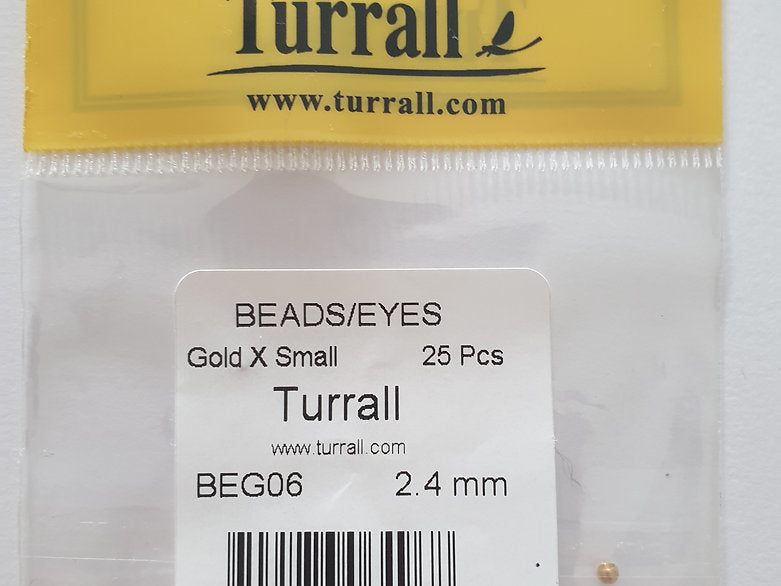 Turrall
www.turrall.com
BEADS/EYES
Gold X Small 25 Pcs
Turrall
www.turrall.com
BEG06 2.4 mm